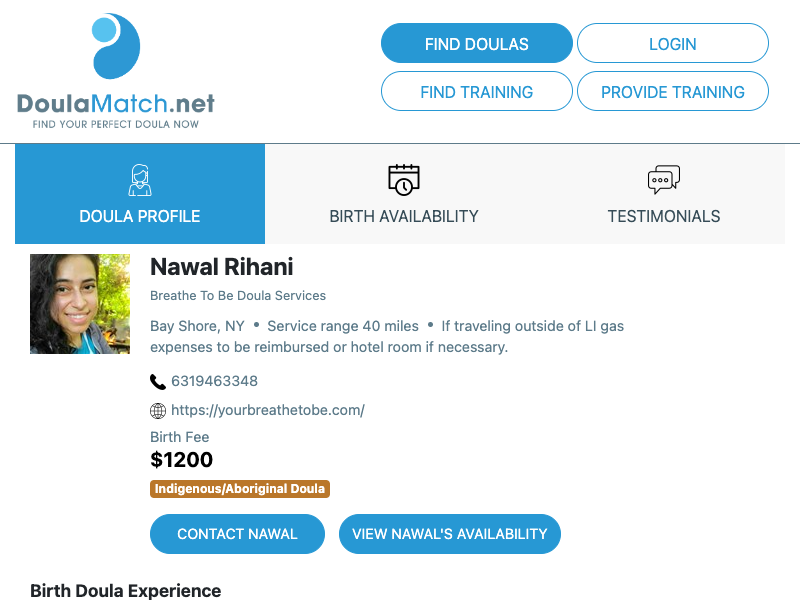 DoulaMatch.net
FIND YOUR PERFECT DOULA NOW
FIND DOULAS
LOGIN
FIND TRAINING
PROVIDE TRAINING
DOULA PROFILE
BIRTH AVAILABILITY
TESTIMONIALS
Nawal Rihani
Breathe To Be Doula Services
Bay Shore, NY • Service range 40 miles • If traveling outside of LI gas
expenses to be reimbursed or hotel room if necessary.
6319463348
https://yourbreathetobe.com/
Birth Fee
$1200
Indigenous/Aboriginal Doula
CONTACT NAWAL
VIEW NAWAL'S AVAILABILITY
Birth Doula Experience